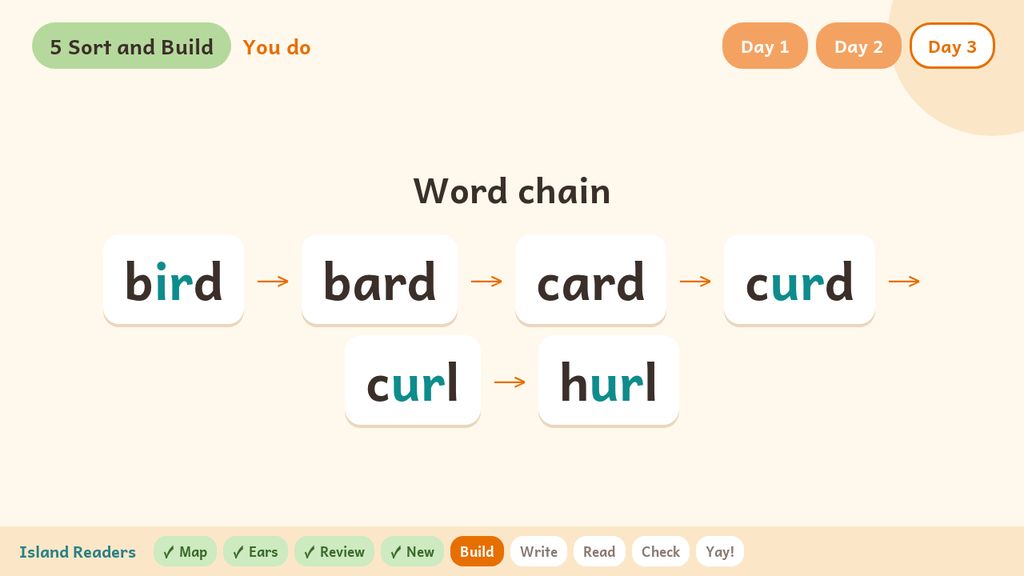 5 Sort and Build You do Day 1 Day 2 Day 3
Word chain
bird → bard → card → curd →
curl → hurl
Island Readers ✓ Map ✓ Ears ✓ Review ✓ New Build Write Read Check Yay!